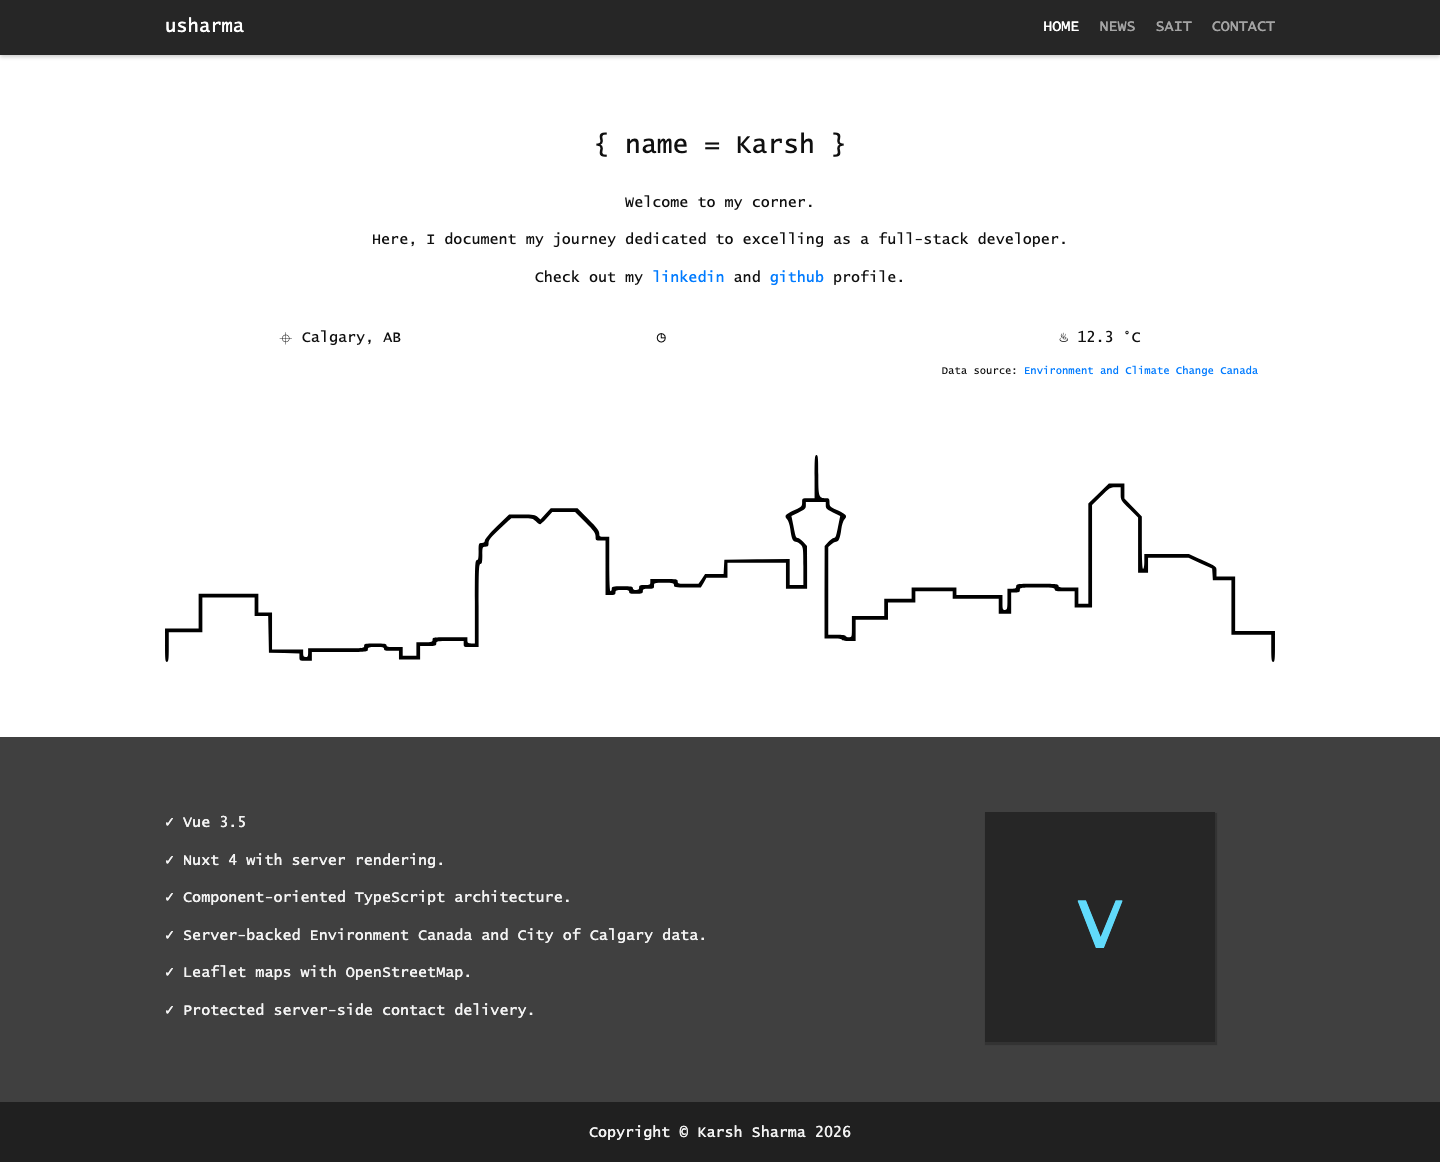 usharma
HOME NEWS SAIT CONTACT
{ name = Karsh }
Welcome to my corner.
Here, I document my journey dedicated to excelling as a full-stack developer.
Check out my linkedin and github profile.
⌖ Calgary, AB
◷
♨ 12.3 °C
Data source: Environment and Climate Change Canada
✓ Vue 3.5
✓ Nuxt 4 with server rendering.
✓ Component-oriented TypeScript architecture.
✓ Server-backed Environment Canada and City of Calgary data.
✓ Leaflet maps with OpenStreetMap.
✓ Protected server-side contact delivery.
V
Copyright © Karsh Sharma 2026